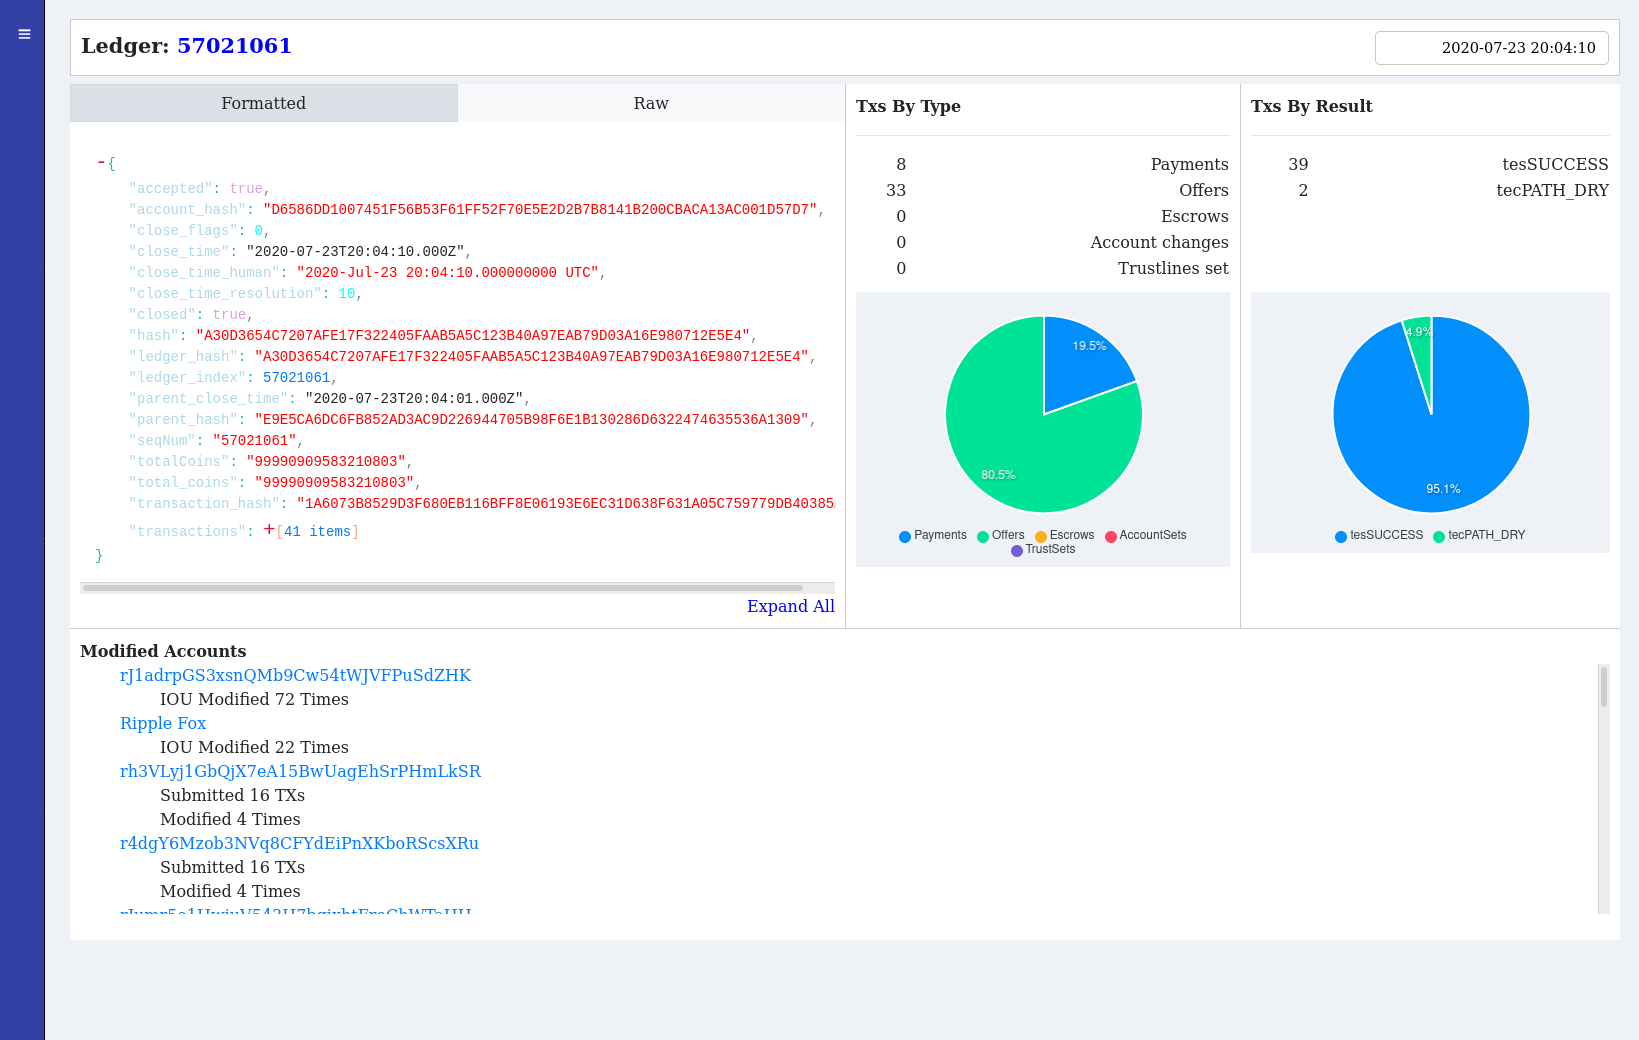 Ledger: 57021061
2020-07-23 20:04:10
Formatted
Raw
-{
"accepted": true,
"account_hash": "D6586DD1007451F56B53F61FF52F70E5E2D2B7B8141B200CBACA13AC001D57D7",
"close_flags": 0,
"close_time": "2020-07-23T20:04:10.000Z",
"close_time_human": "2020-Jul-23 20:04:10.000000000 UTC",
"close_time_resolution": 10,
"closed": true,
"hash": "A30D3654C7207AFE17F322405FAAB5A5C123B40A97EAB79D03A16E980712E5E4",
"ledger_hash": "A30D3654C7207AFE17F322405FAAB5A5C123B40A97EAB79D03A16E980712E5E4",
"ledger_index": 57021061,
"parent_close_time": "2020-07-23T20:04:01.000Z",
"parent_hash": "E9E5CA6DC6FB852AD3AC9D226944705B98F6E1B130286D6322474635536A1309",
"seqNum": "57021061",
"totalCoins": "99990909583210803",
"total_coins": "99990909583210803",
"transaction_hash": "1A6073B8529D3F680EB116BFF8E06193E6EC31D638F631A05C759779DB40385
"transactions": +[41 items]
}
Expand All
Txs By Type
8 Payments
33 Offers
0 Escrows
0 Account changes
0 Trustlines set
19.5%
80.5%
Payments Offers Escrows AccountSets
TrustSets
Txs By Result
39 tesSUCCESS
2 tecPATH_DRY
4.9%
95.1%
tesSUCCESS tecPATH_DRY
Modified Accounts
rJ1adrpGS3xsnQMb9Cw54tWJVFPuSdZHK
IOU Modified 72 Times
Ripple Fox
IOU Modified 22 Times
rh3VLyj1GbQjX7eA15BwUagEhSrPHmLkSR
Submitted 16 TXs
Modified 4 Times
r4dgY6Mzob3NVq8CFYdEiPnXKboRScsXRu
Submitted 16 TXs
Modified 4 Times